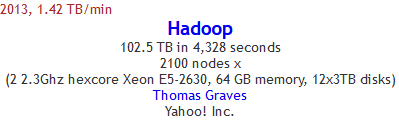 2013, 1.42 TB/min
Hadoop
102.5 TB in 4,328 seconds
2100 nodes x
(2 2.3Ghz hexcore Xeon E5-2630, 64 GB memory, 12x3TB disks)
Thomas Graves
Yahoo! Inc.